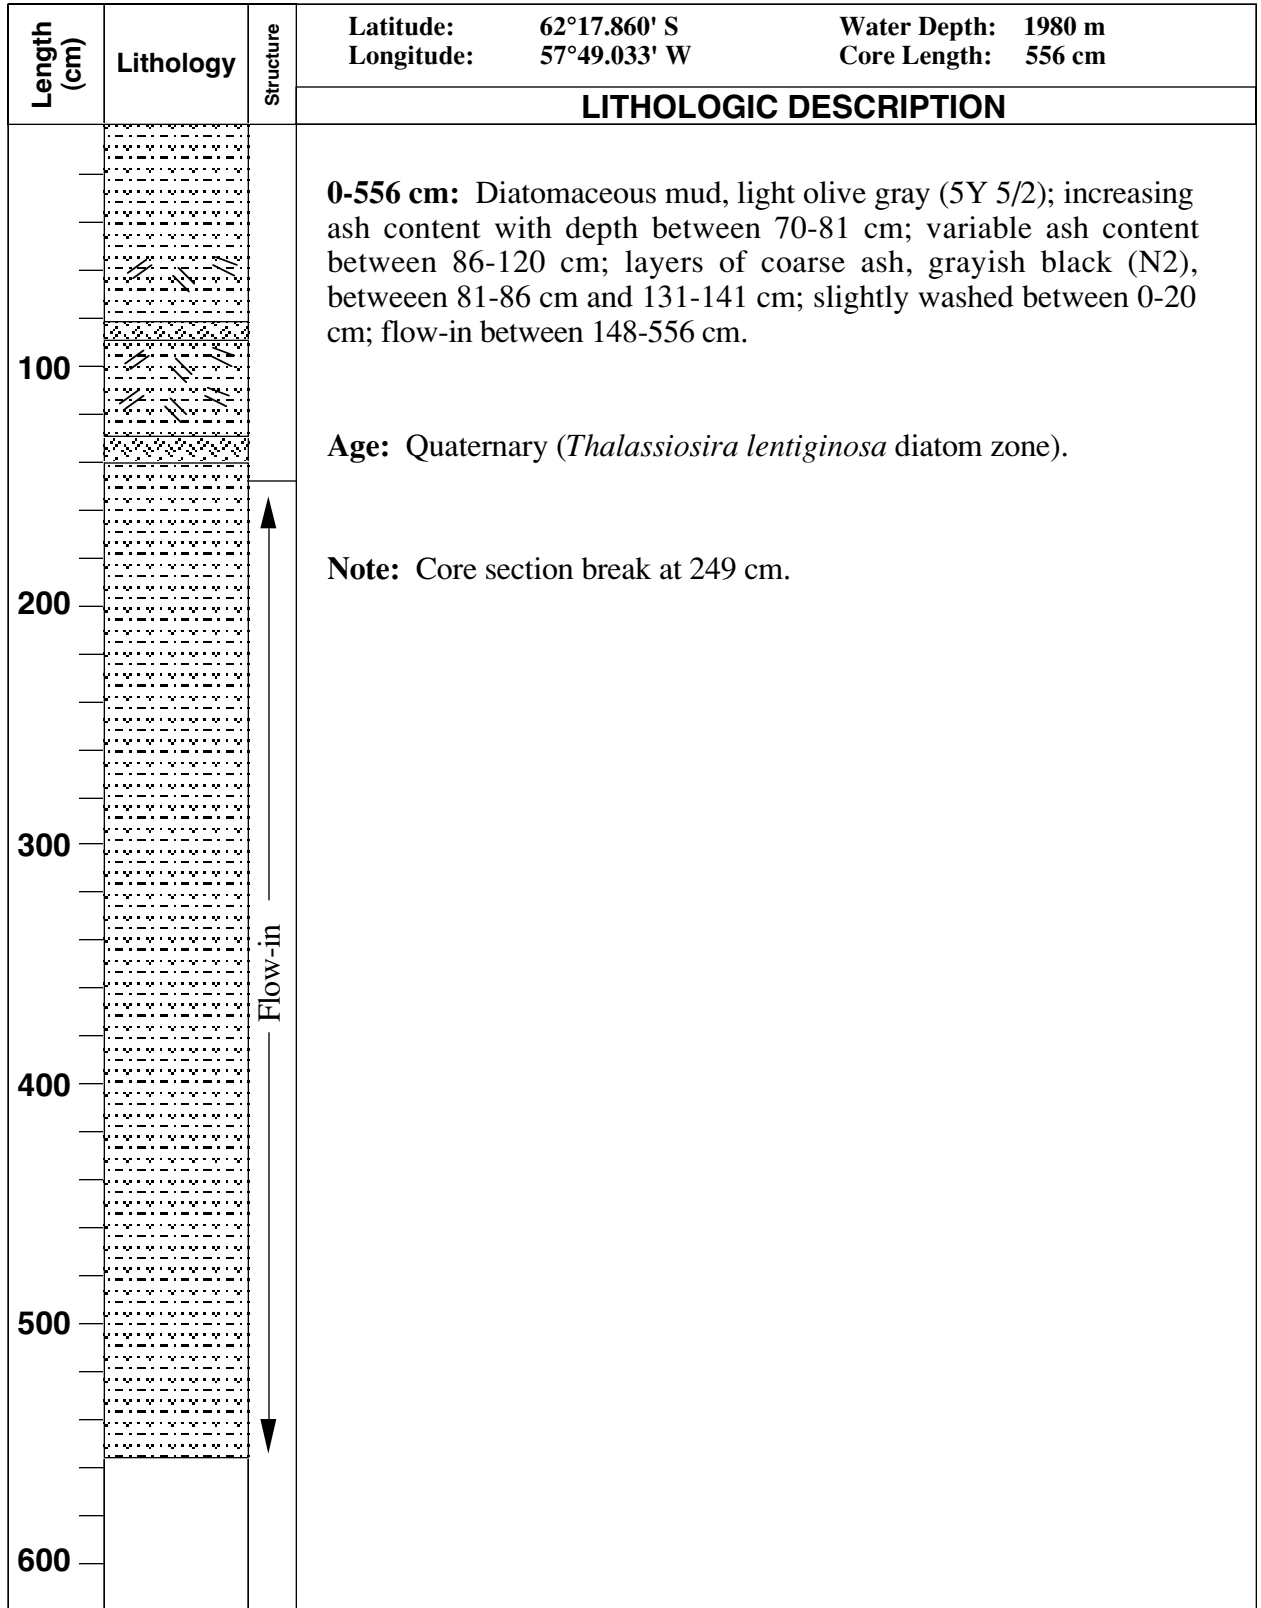 Length (cm)
Lithology
Structure
Latitude: 62°17.860' S Water Depth: 1980 m
Longitude: 57°49.033' W Core Length: 556 cm
LITHOLOGIC DESCRIPTION
0-556 cm: Diatomaceous mud, light olive gray (5Y 5/2); increasing
ash content with depth between 70-81 cm; variable ash content
between 86-120 cm; layers of coarse ash, grayish black (N2),
betweeen 81-86 cm and 131-141 cm; slightly washed between 0-20
cm; flow-in between 148-556 cm.
Age: Quaternary (Thalassiosira lentiginosa diatom zone).
Note: Core section break at 249 cm.
100
200
300
400
500
600
Flow-in